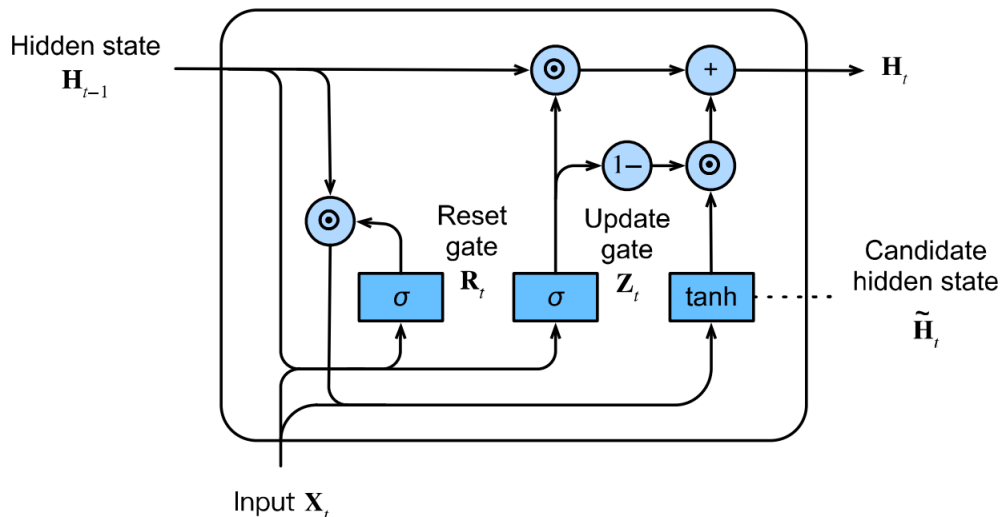 Hidden state
H_{t−1}
⊙
+
H_t
1−
⊙
⊙
Reset
gate
R_t
Update
gate
Z_t
σ
σ
tanh
Candidate
hidden state
H̃_t
Input X_t